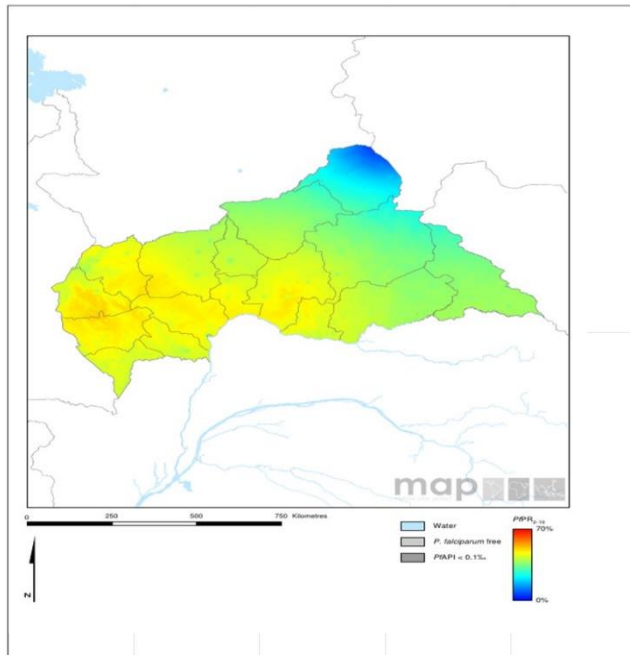 map
0 250 500 750 Kilometres
Water
P. falciparum free
PfAPI < 0.1‰
PfPR2-10
70%
0%
N